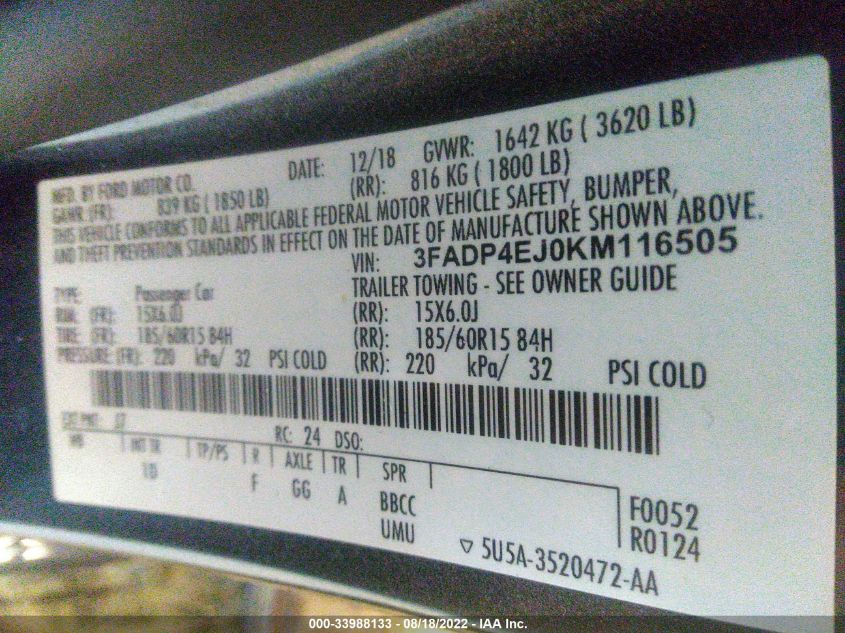 MFD. BY FORD MOTOR CO. DATE: 12/18 GVWR: 1642 KG ( 3620 LB)
GAWR (FR): 839 KG ( 1850 LB) (RR): 816 KG ( 1800 LB)
THIS VEHICLE CONFORMS TO ALL APPLICABLE FEDERAL MOTOR VEHICLE SAFETY, BUMPER,
AND THEFT PREVENTION STANDARDS IN EFFECT ON THE DATE OF MANUFACTURE SHOWN ABOVE.
VIN: 3FADP4EJ0KM116505
TYPE: Passenger Car TRAILER TOWING - SEE OWNER GUIDE
RIM: (FR): 15X6.0J (RR): 15X6.0J
TIRE: (FR): 185/60R15 84H (RR): 185/60R15 84H
PRESSURE (FR): 220 kPa/ 32 PSI COLD (RR): 220 kPa/ 32 PSI COLD
EXT PNT: RC: 24 DSO:
WB INT TR TP/PS R AXLE TR SPR
F GG A BBCC F0052
UMU R0124
▽ 5U5A-3520472-AA
000-33988133 - 08/18/2022 - IAA Inc.